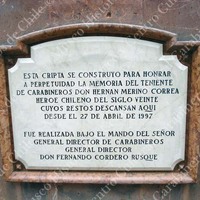 ESTA CRIPTA SE CONSTRUYO PARA HONRAR
A PERPETUIDAD LA MEMORIA DEL TENIENTE
DE CARABINEROS DON HERNAN MERINO CORREA
HEROE CHILENO DEL SIGLO VEINTE
CUYOS RESTOS DESCANSAN AQUI
DESDE EL 27 DE ABRIL DE 1997
FUE REALIZADA BAJO EL MANDO DEL SEÑOR
GENERAL DIRECTOR DE CARABINEROS
GENERAL DIRECTOR
DON FERNANDO CORDERO RUSQUE